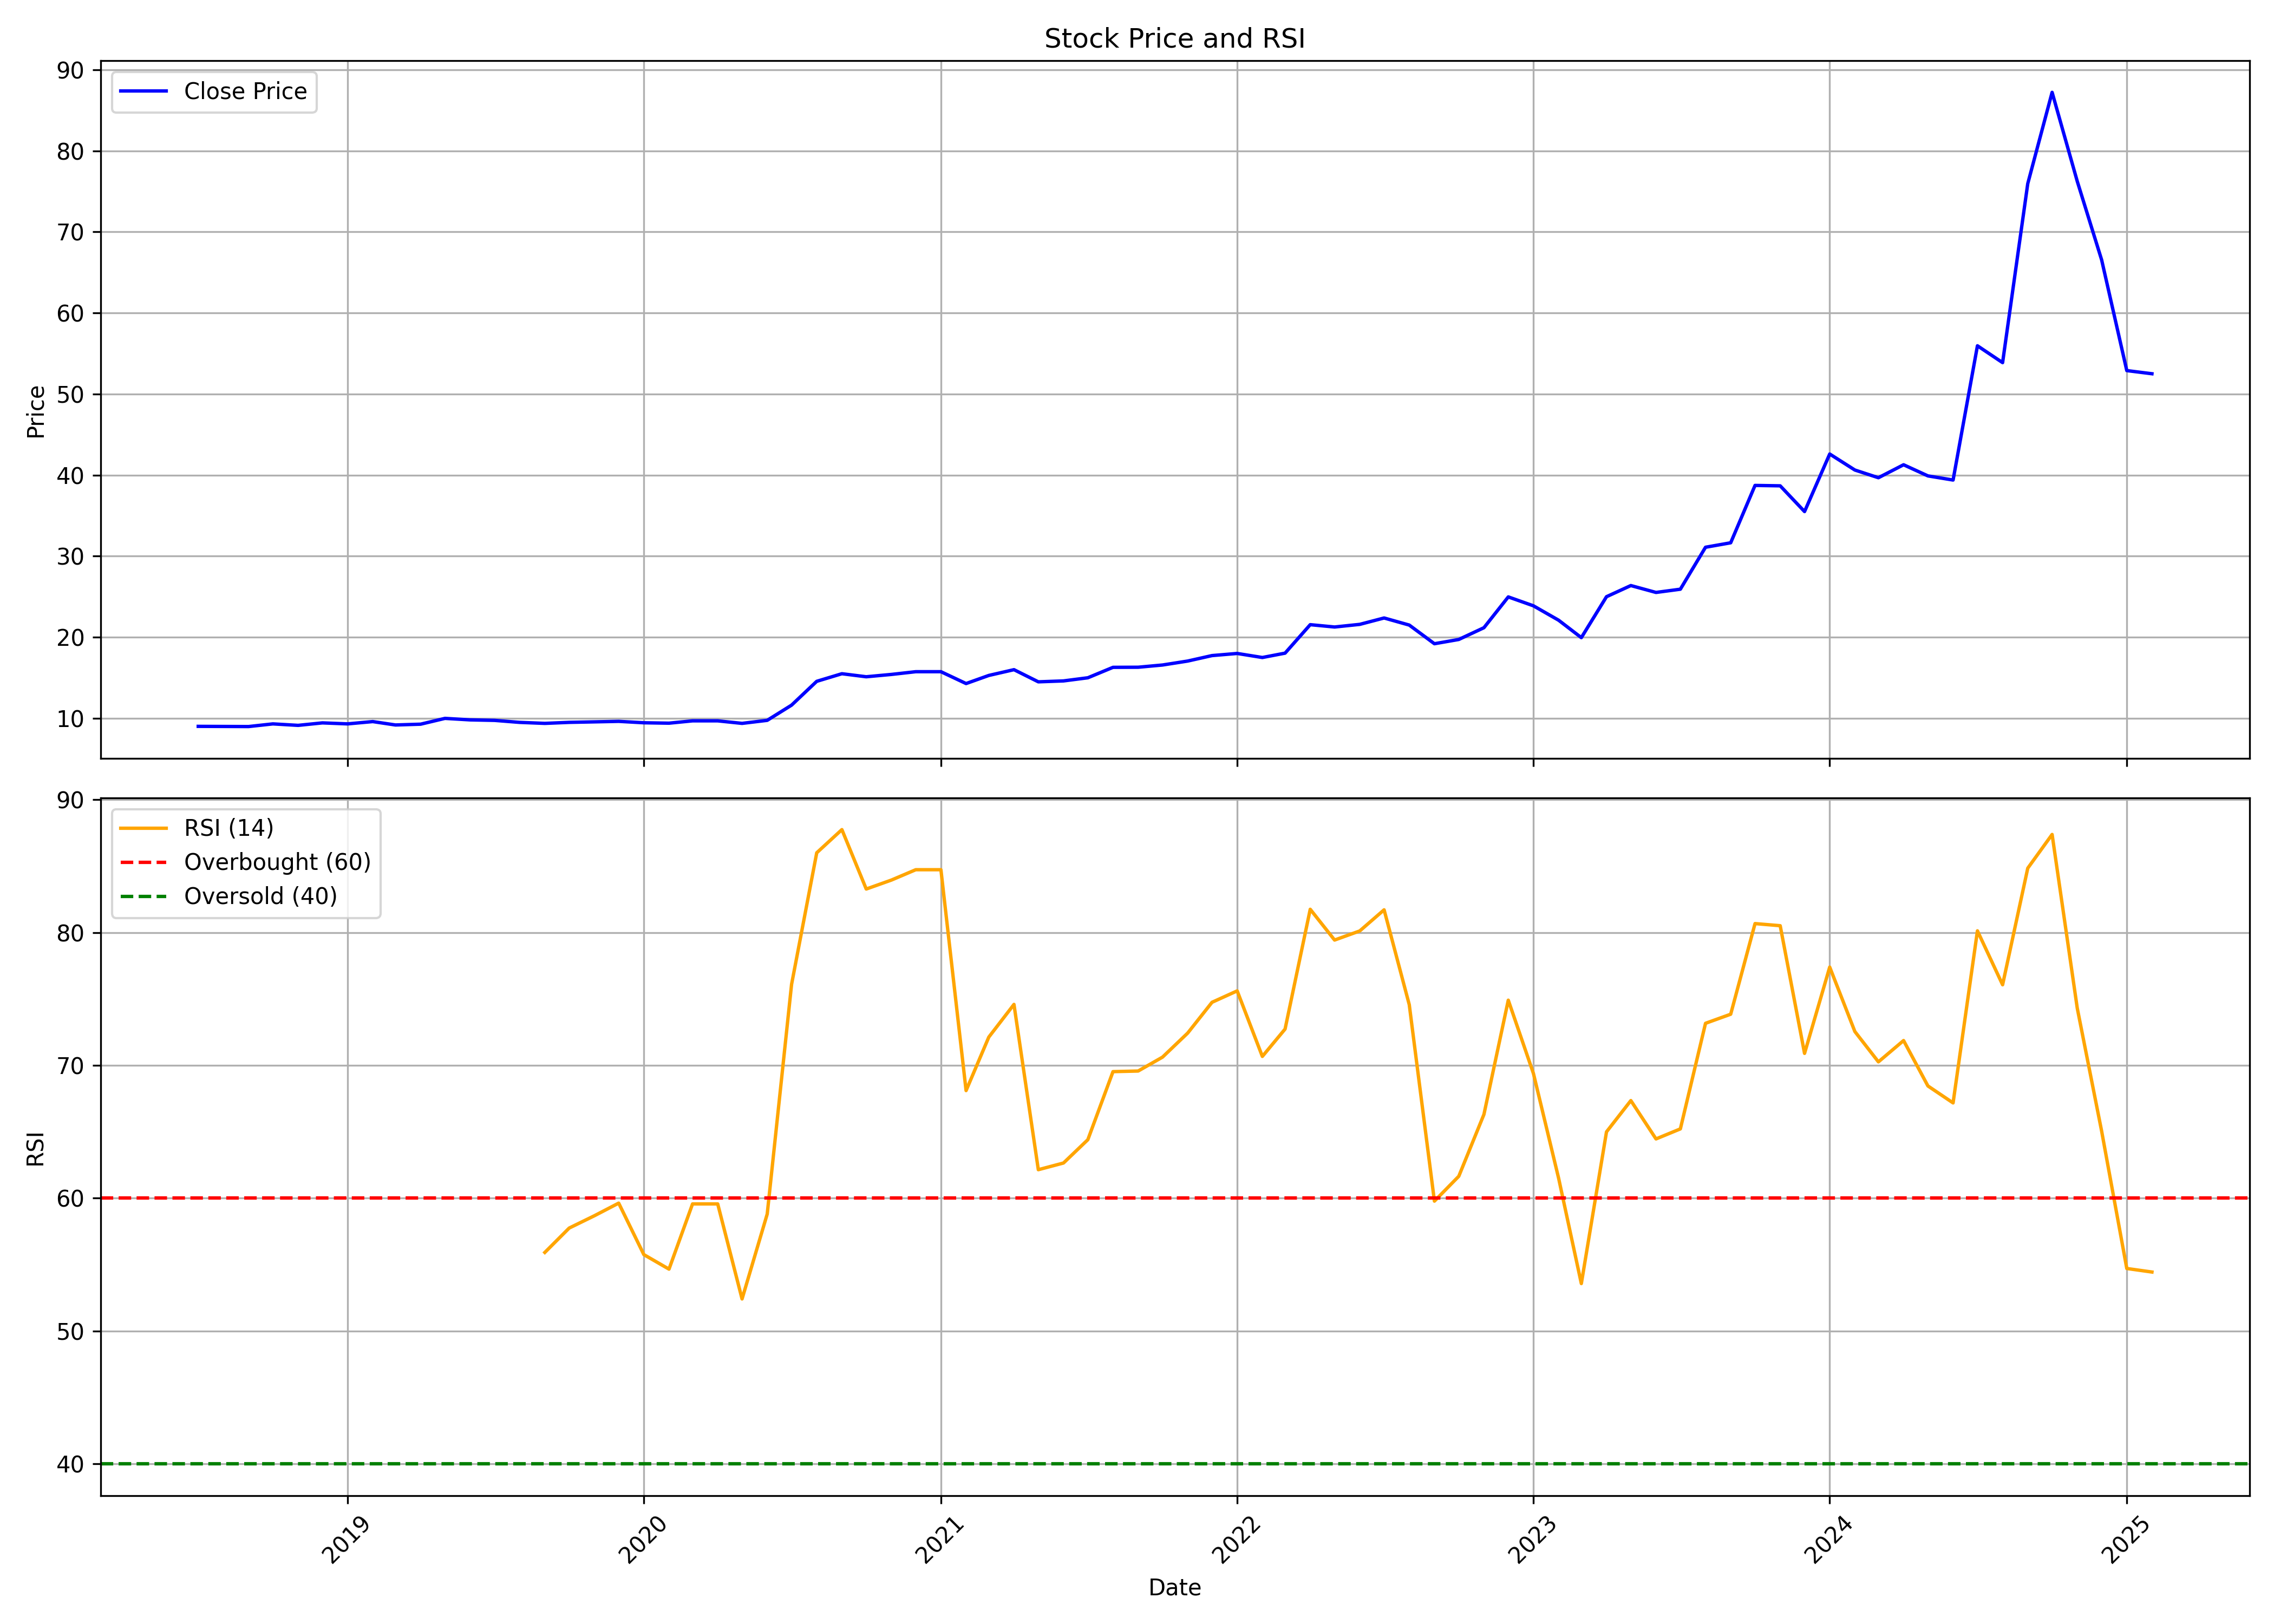 Stock Price and RSI
90
80
70
60
50
40
30
20
10
Price
Close Price
90
80
70
60
50
40
RSI
RSI (14)
Overbought (60)
Oversold (40)
2019
2020
2021
2022
2023
2024
2025
Date